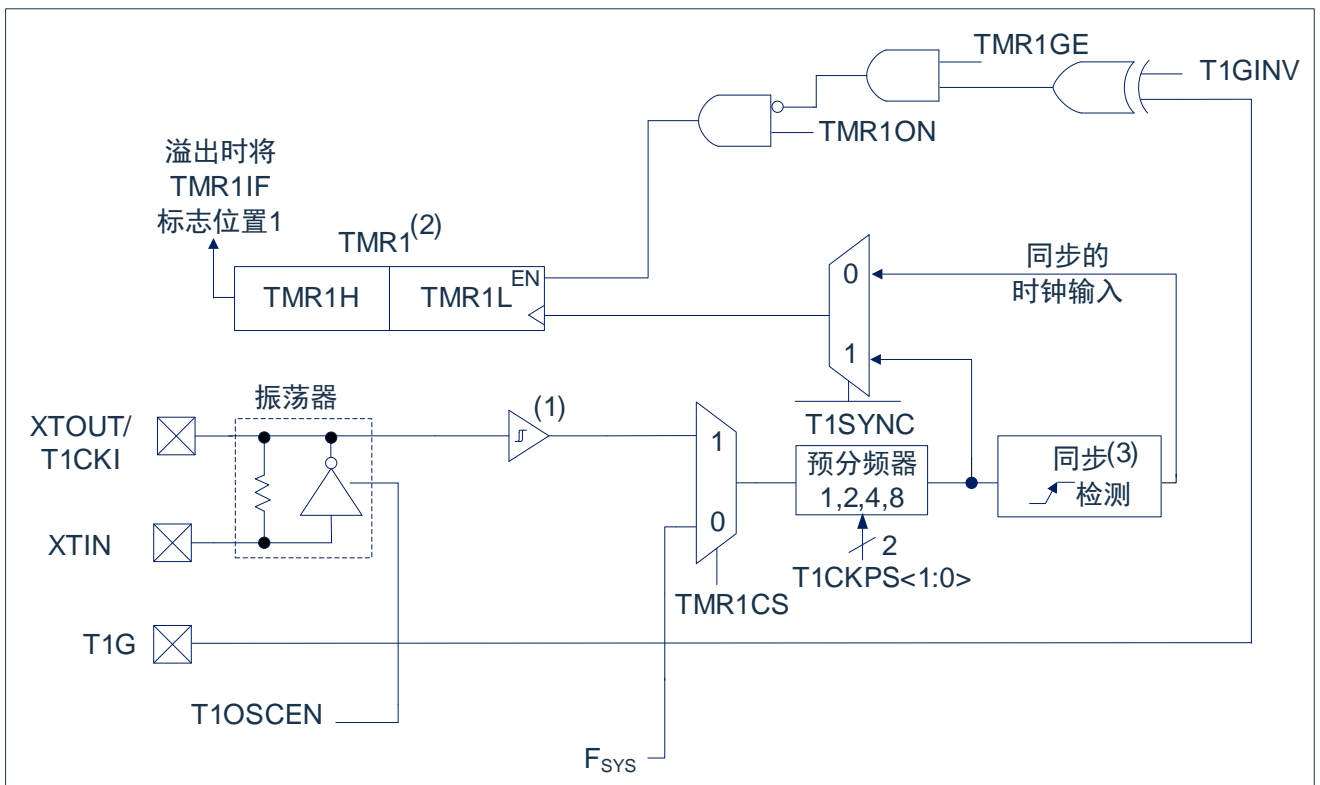 TMR1GE
T1GINV
TMR1ON
溢出时将
TMR1IF
标志位置1
TMR1(2)
EN
TMR1H
TMR1L
0
同步的
时钟输入
1
振荡器
(1)
XTOUT/
T1CKI
T1SYNC
1
预分频器
1,2,4,8
同步(3)
检测
0
XTIN
2
T1CKPS<1:0>
TMR1CS
T1G
T1OSCEN
FSYS